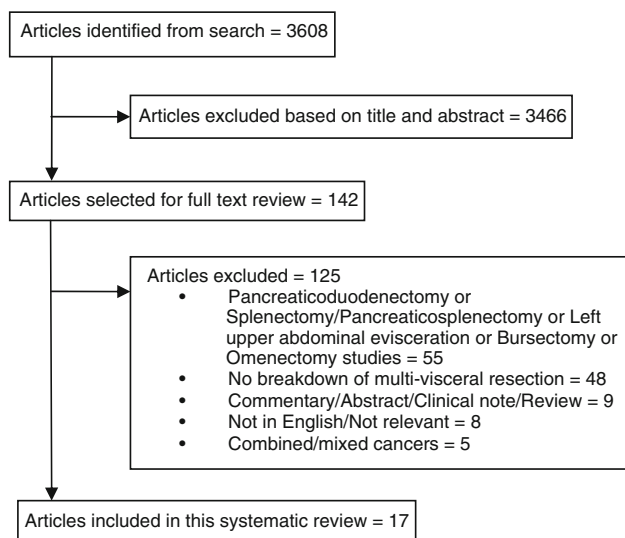 Articles identified from search = 3608
Articles excluded based on title and abstract = 3466
Articles selected for full text review = 142
Articles excluded = 125
• Pancreaticoduodenectomy or
Splenectomy/Pancreaticosplenectomy or Left
upper abdominal evisceration or Bursectomy or
Omenectomy studies = 55
• No breakdown of multi-visceral resection = 48
• Commentary/Abstract/Clinical note/Review = 9
• Not in English/Not relevant = 8
• Combined/mixed cancers = 5
Articles included in this systematic review = 17